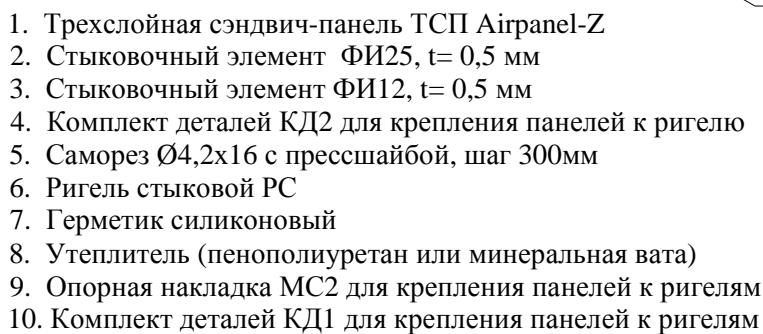 1. Трехслойная сэндвич-панель ТСП Airpanel-Z
2. Стыковочный элемент ФИ25, t= 0,5 мм
3. Стыковочный элемент ФИ12, t= 0,5 мм
4. Комплект деталей КД2 для крепления панелей к ригелю
5. Саморез Ø4,2х16 с прессшайбой, шаг 300мм
6. Ригель стыковой РС
7. Герметик силиконовый
8. Утеплитель (пенополиуретан или минеральная вата)
9. Опорная накладка МС2 для крепления панелей к ригелям
10. Комплект деталей КД1 для крепления панелей к ригелям